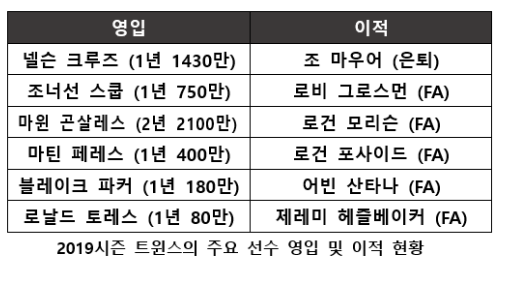 영입 이적
넬슨 크루즈 (1년 1430만) 조 마우어 (은퇴)
조너선 스쿱 (1년 750만) 로비 그로스먼 (FA)
마윈 곤살레스 (2년 2100만) 로건 모리슨 (FA)
마틴 페레스 (1년 400만) 로건 포사이드 (FA)
블레이크 파커 (1년 180만) 어빈 산타나 (FA)
로날드 토레스 (1년 80만) 제레미 헤즐베이커 (FA)
2019시즌 트윈스의 주요 선수 영입 및 이적 현황